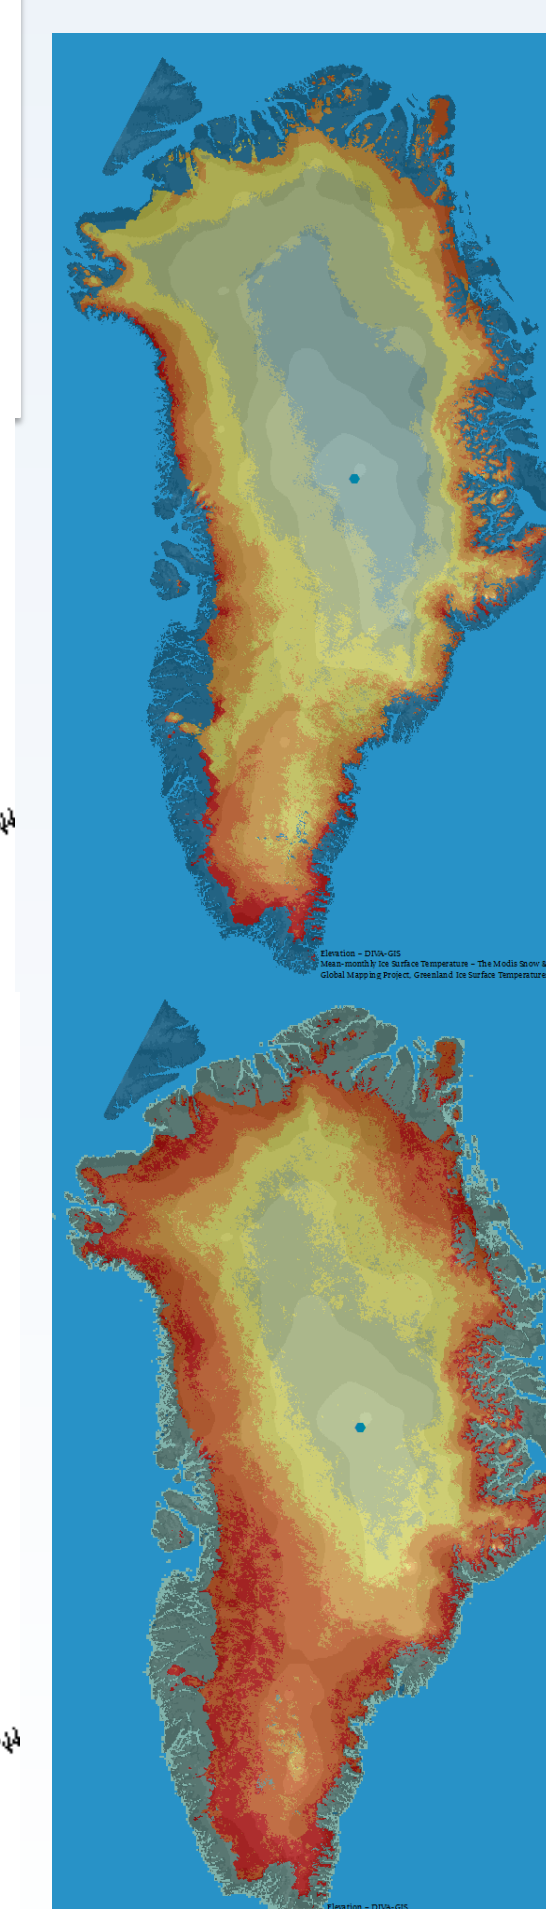 Elevation – DIVA-GIS
Mean-monthly Ice Surface Temperature – The Modis Snow &
Global Mapping Project, Greenland Ice Surface Temperature
Elevation – DIVA-GIS